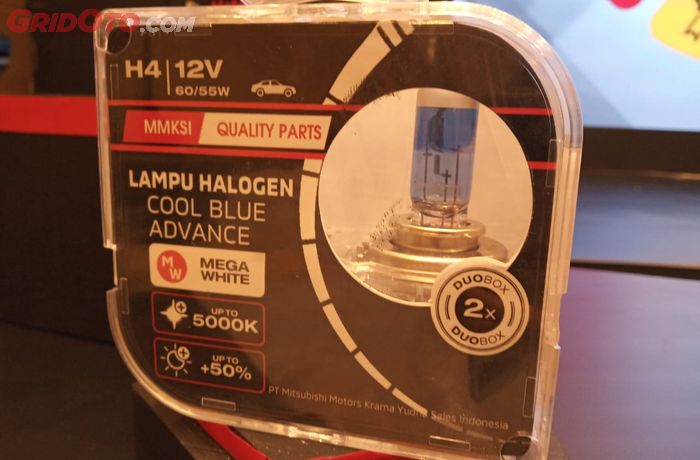 GRIDOTO.COM
H4 12V
60/55W
MMKSI QUALITY PARTS
LAMPU HALOGEN
COOL BLUE
ADVANCE
MW
MEGA
WHITE
UP TO
5000K
UP TO
+50%
DUOBOX
2x
DUOBOX
PT Mitsubishi Motors Krama Yudha Sales Indonesia